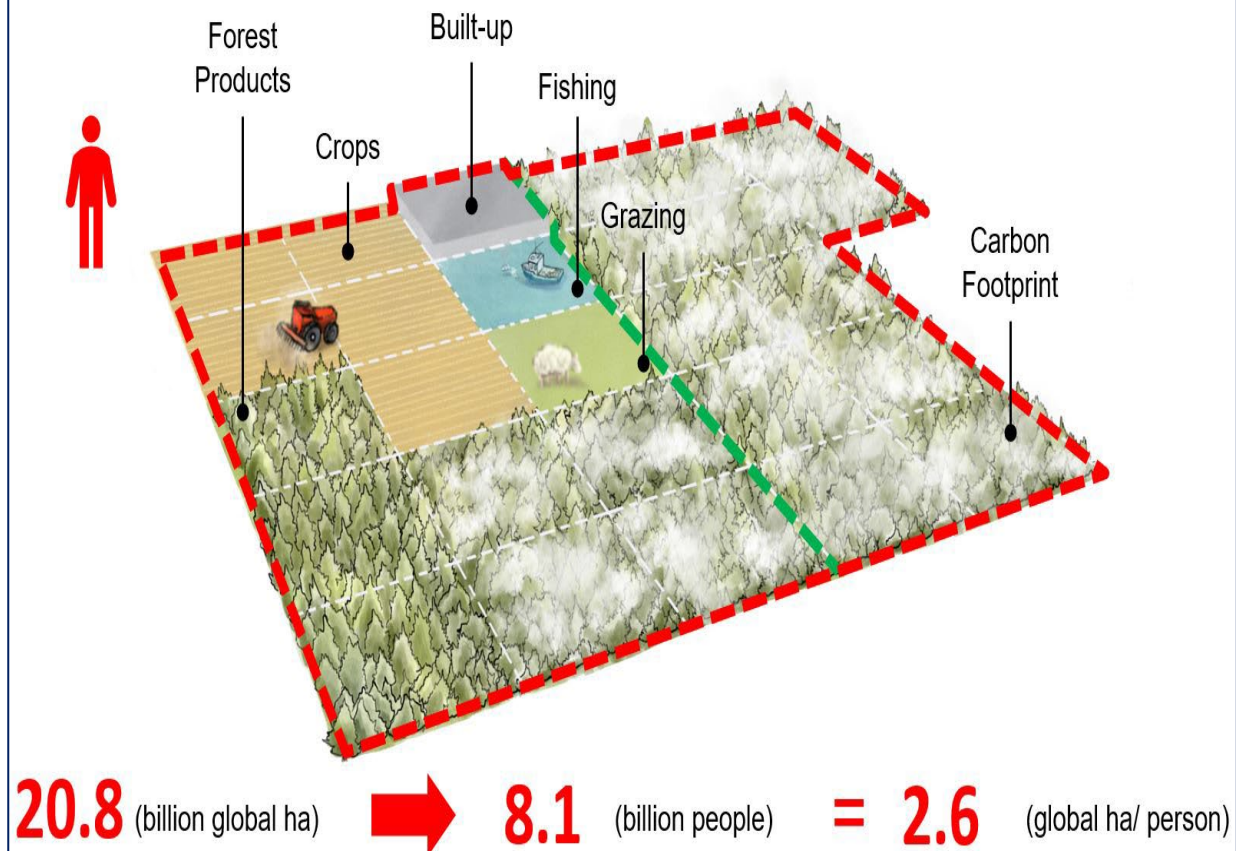 Built-up
Forest
Products
Fishing
Crops
Grazing
Carbon
Footprint
20.8 (billion global ha) 8.1 (billion people) = 2.6 (global ha/ person)